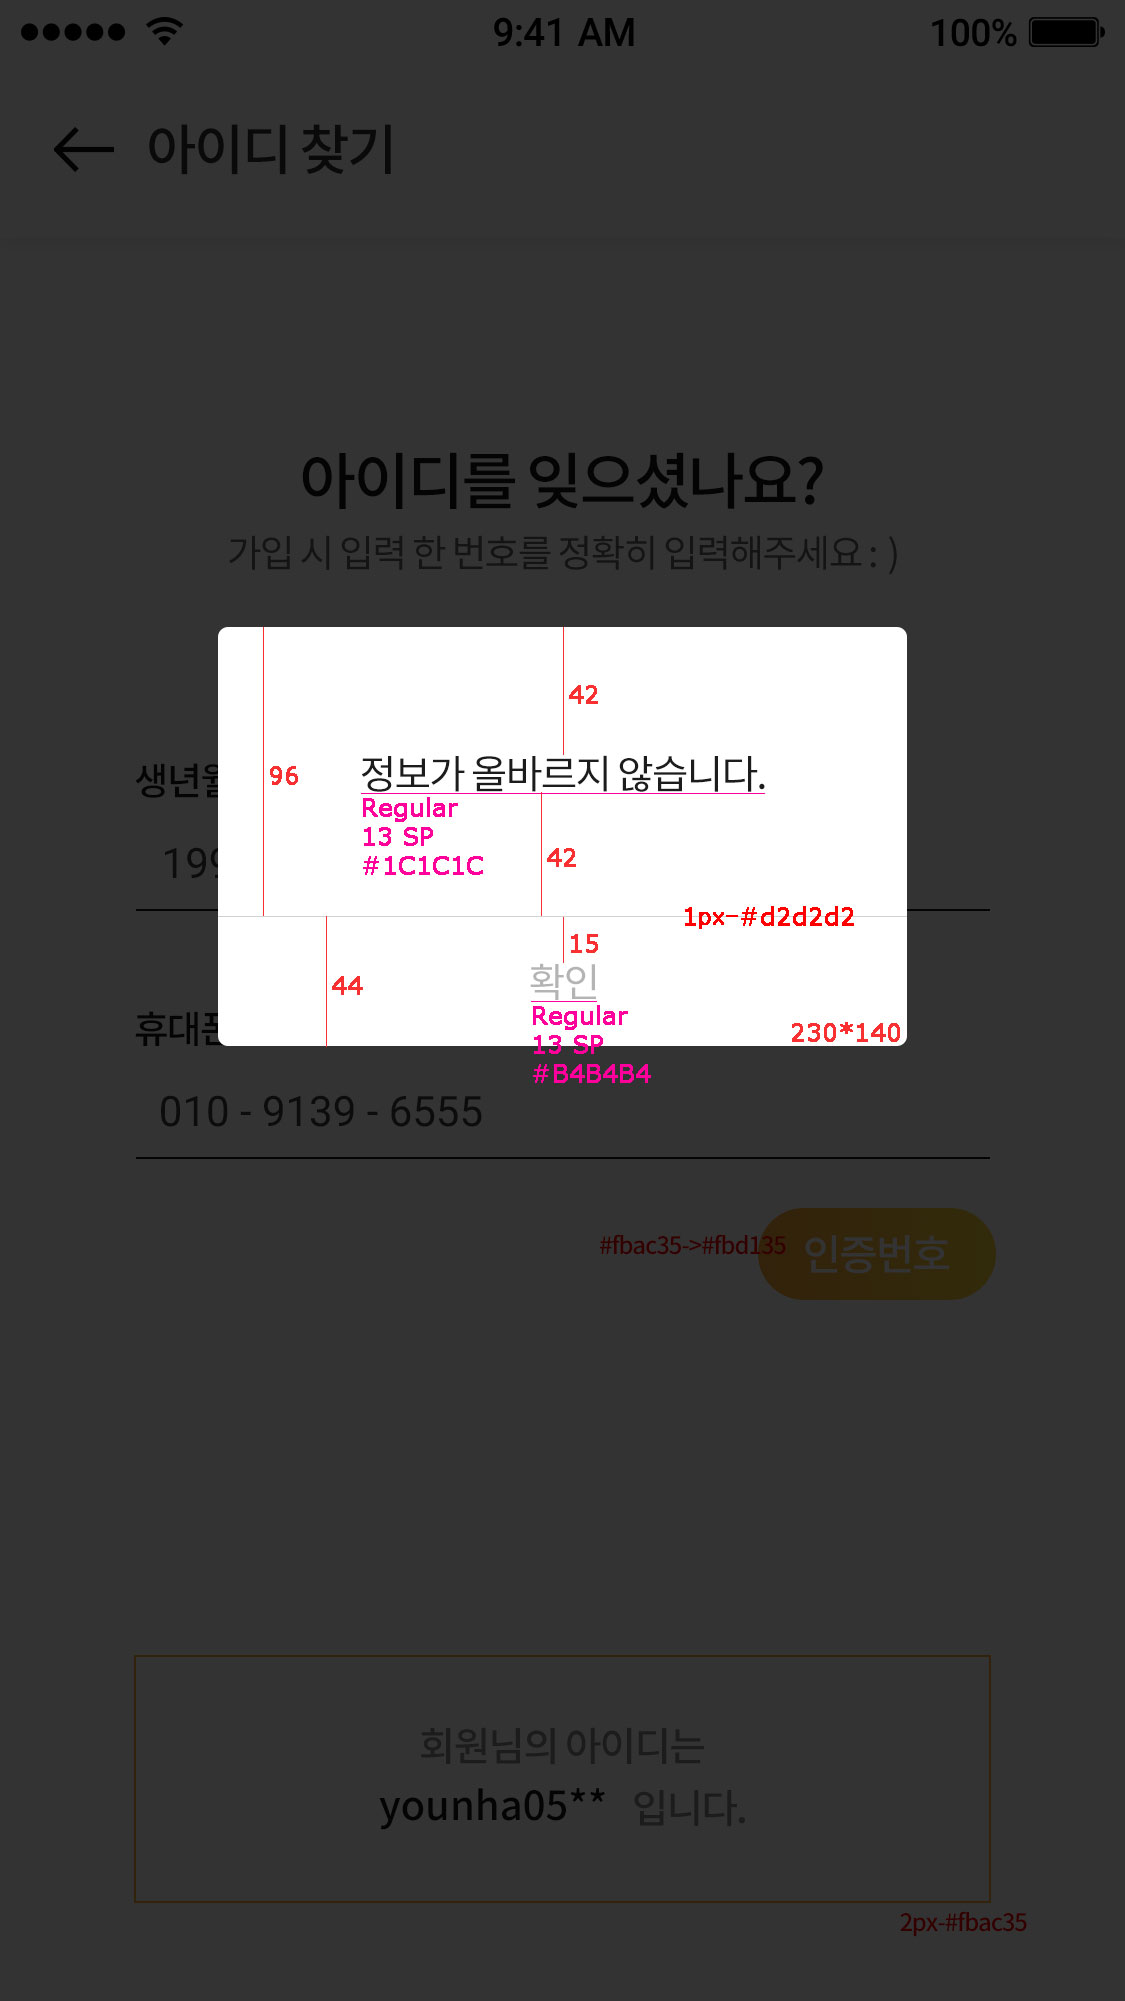 9:41 AM
100%
아이디 찾기
아이디를 잊으셨나요?
가입 시 입력 한 번호를 정확히 입력해주세요 : )
42
96
생년월
정보가 올바르지 않습니다.
Regular
13 SP
#1C1C1C
42
199
1px-#d2d2d2
15
44
확인
Regular
13 SP
#B4B4B4
230*140
휴대폰
010 - 9139 - 6555
#fbac35->#fbd135
인증번호
회원님의 아이디는
younha05** 입니다.
2px-#fbac35